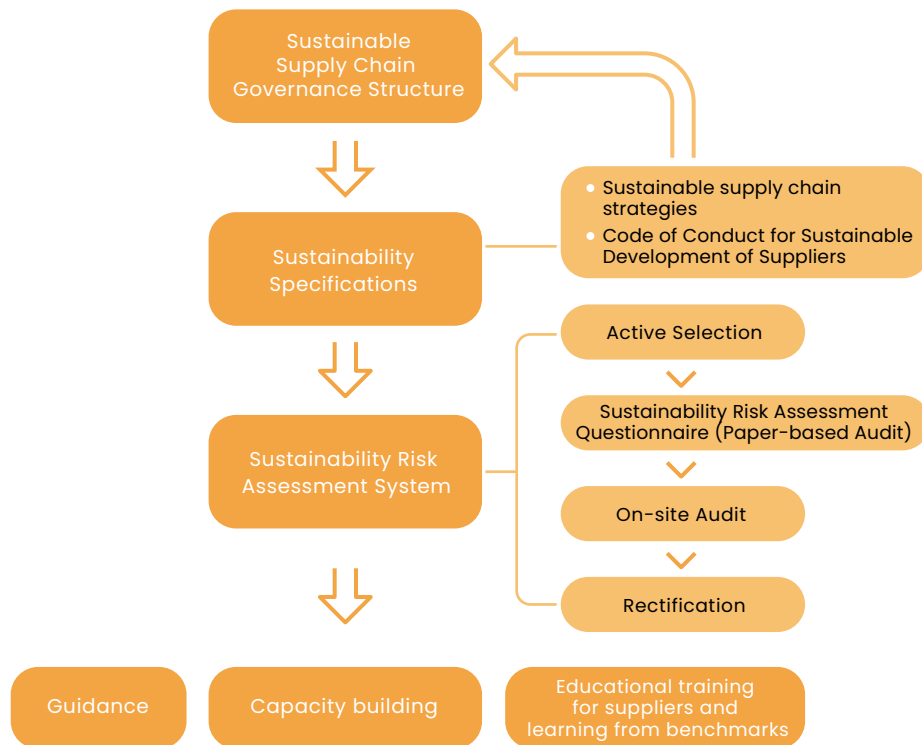 Sustainable
Supply Chain
Governance Structure
Sustainable supply chain
strategies
Code of Conduct for Sustainable
Development of Suppliers
Sustainability
Specifications
Active Selection
Sustainability Risk Assessment
Questionnaire (Paper-based Audit)
Sustainability Risk
Assessment System
On-site Audit
Rectification
Guidance
Capacity building
Educational training
for suppliers and
learning from benchmarks